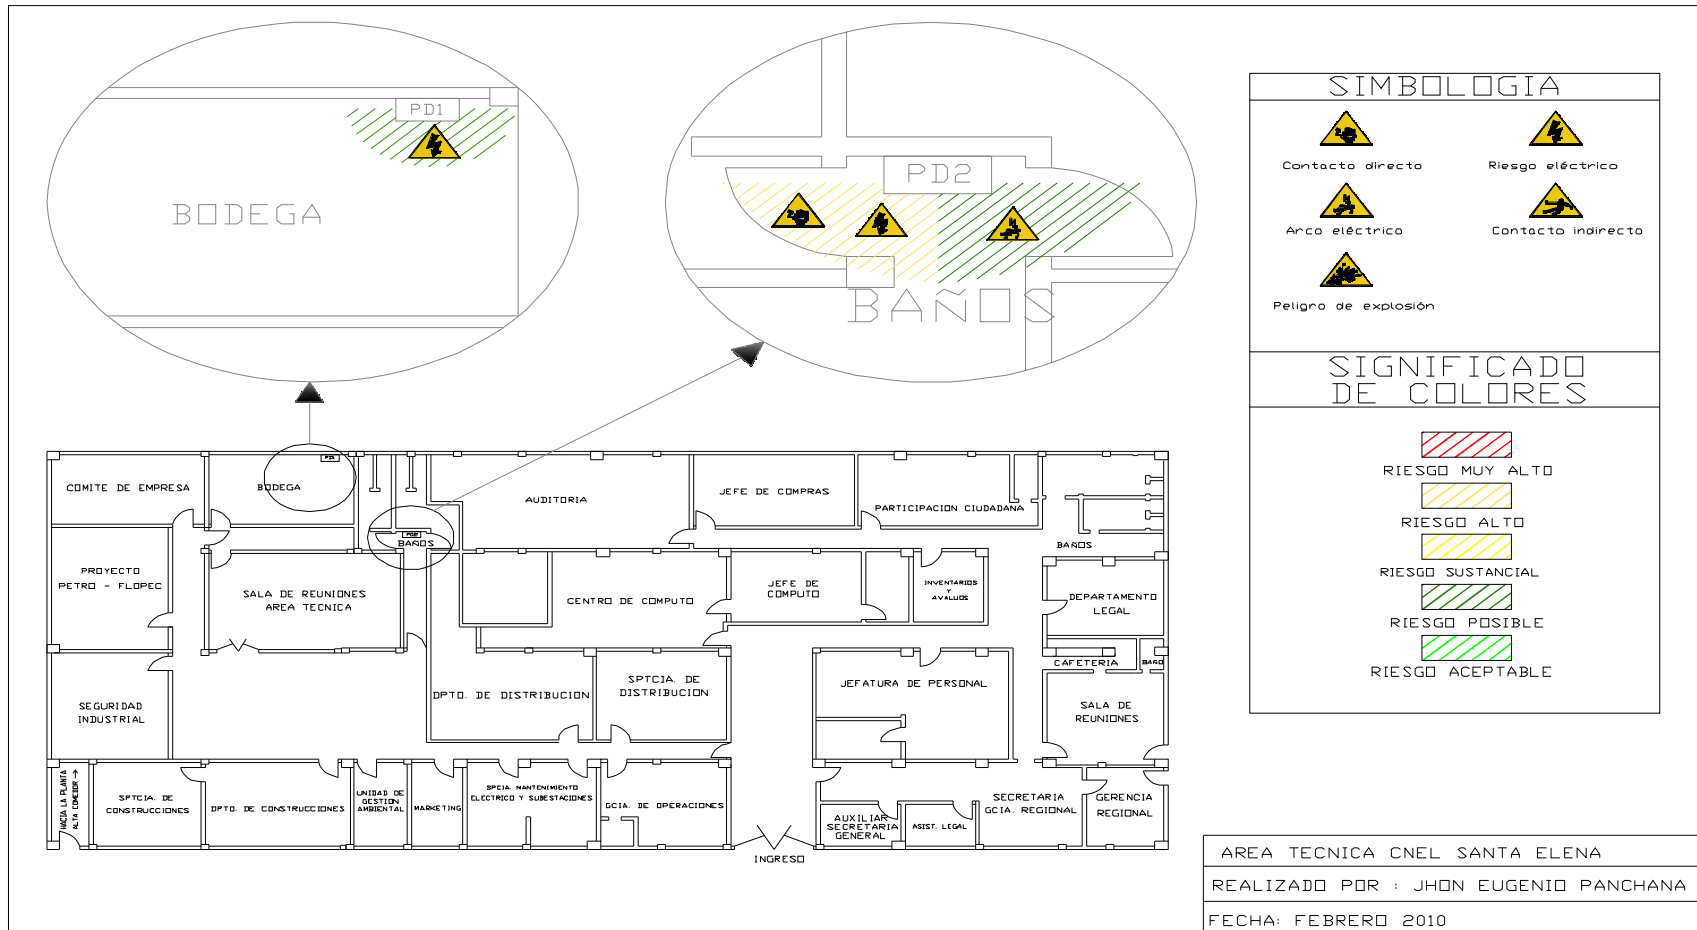 PD1
BODEGA
PD2
BAÑOS
SIMBOLOGIA
Contacto directo
Riesgo eléctrico
Arco eléctrico
Contacto indirecto
Peligro de explosión
SIGNIFICADO
DE COLORES
RIESGO MUY ALTO
RIESGO ALTO
RIESGO SUSTANCIAL
RIESGO POSIBLE
RIESGO ACEPTABLE
COMITE DE EMPRESA
BODEGA
AUDITORIA
JEFE DE COMPRAS
PARTICIPACION CIUDADANA
PD2
BAÑOS
BAÑOS
PROYECTO
PETRO - FLOPEC
SALA DE REUNIONES
AREA TECNICA
CENTRO DE COMPUTO
JEFE DE
COMPUTO
INVENTARIOS
Y
AVALUOS
DEPARTAMENTO
LEGAL
CAFETERIA
BAÑO
SEGURIDAD
INDUSTRIAL
DPTO. DE DISTRIBUCION
SPTCIA. DE
DISTRIBUCION
JEFATURA DE PERSONAL
SALA DE
REUNIONES
HACIA LA PLANTA
ALTA COMEDOR
SPTCIA. DE
CONSTRUCCIONES
DPTO. DE CONSTRUCCIONES
UNIDAD DE
GESTION
AMBIENTAL
MARKETING
SPCIA. MANTENIMIENTO
ELECTRICO Y SUBESTACIONES
GCIA. DE OPERACIONES
AUXILIAR
SECRETARIA
GENERAL
ASIST. LEGAL
SECRETARIA
GCIA. REGIONAL
GERENCIA
REGIONAL
INGRESO
AREA TECNICA CNEL SANTA ELENA
REALIZADO POR : JHON EUGENIO PANCHANA
FECHA: FEBRERO 2010